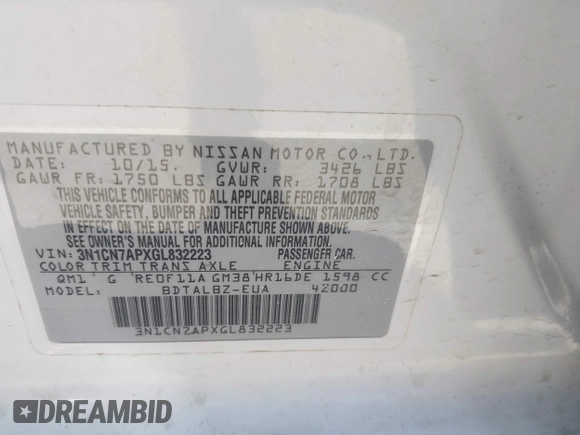 MANUFACTURED BY NISSAN MOTOR CO.,LTD.
DATE: 10/15. GVWR: 3426 LBS
GAWR FR: 1750 LBS GAWR RR: 1708 LBS
THIS VEHICLE CONFORMS TO ALL APPLICABLE FEDERAL MOTOR
VEHICLE SAFETY, BUMPER AND THEFT PREVENTION STANDARDS
IN EFFECT ON THE DATE OF MANUFACTURE SHOWN ABOVE.
SEE OWNER'S MANUAL FOR ADDITIONAL INFORMATION.
VIN: 3N1CN7APXGL832223 PASSENGER CAR.
COLOR TRIM TRANS AXLE ENGINE
QM1 G RE0F11A GM38 HR16DE 1598 CC
MODEL: BDTALBZ-EUA 42000
3N1CN7APXGL832223
DREAMBID